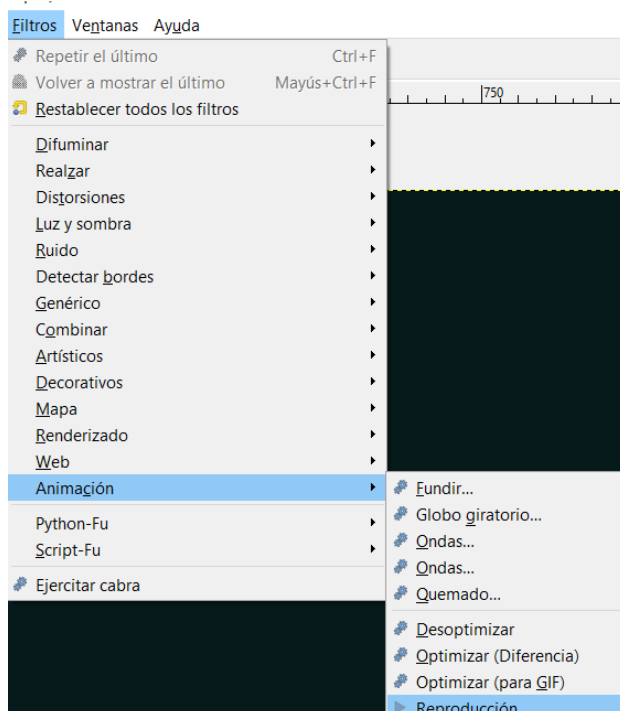 Filtros Ventanas Ayuda
Repetir el último Ctrl+F
Volver a mostrar el último Mayús+Ctrl+F
Restablecer todos los filtros
750
Difuminar
Realzar
Distorsiones
Luz y sombra
Ruido
Detectar bordes
Genérico
Combinar
Artísticos
Decorativos
Mapa
Renderizado
Web
Animación
Python-Fu
Script-Fu
Ejercitar cabra
Fundir...
Globo giratorio...
Ondas...
Ondas...
Quemado...
Desoptimizar
Optimizar (Diferencia)
Optimizar (para GIF)
Reproducción